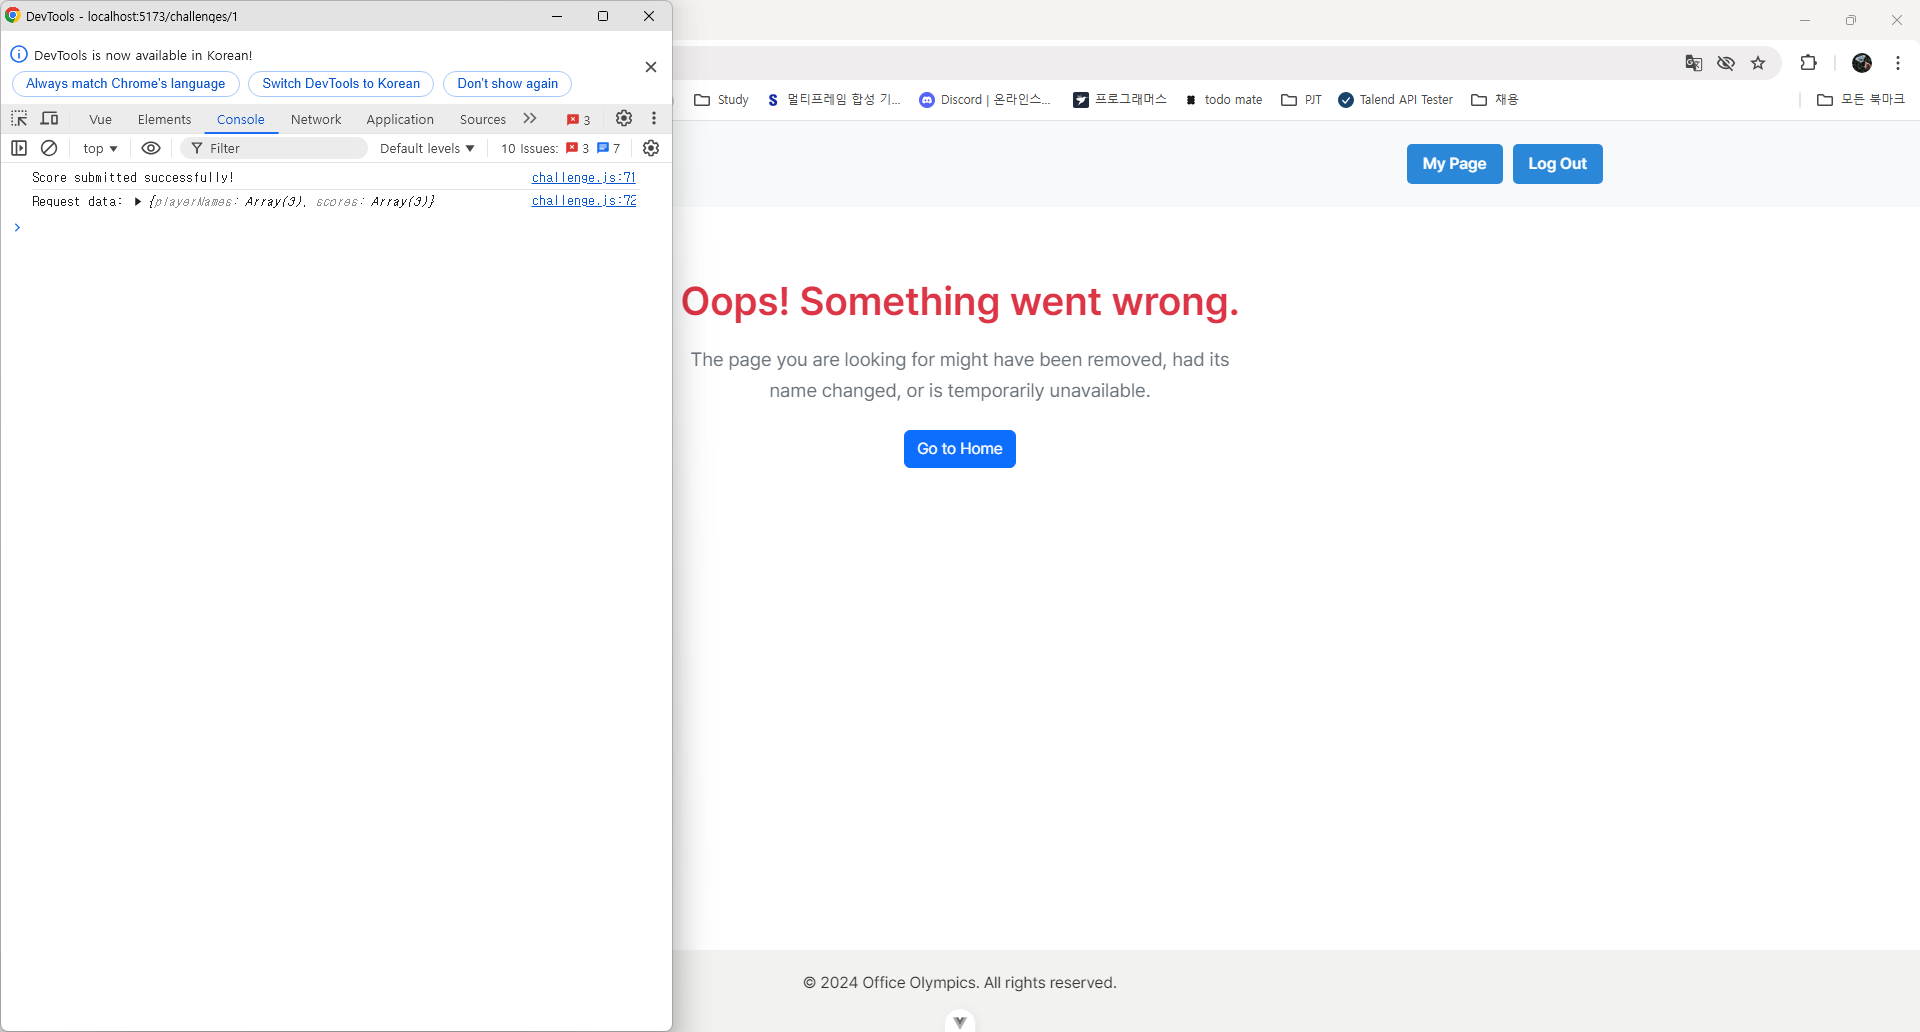 DevTools - localhost:5173/challenges/1
DevTools is now available in Korean!
Always match Chrome's language
Switch DevTools to Korean
Don't show again
Vue
Elements
Console
Network
Application
Sources
3
top
Filter
Default levels
10 Issues:
3
7
Score submitted successfully!
challenge.js:71
Request data: ▶ {playerNames: Array(3), scores: Array(3)}
challenge.js:72
Study
S
멀티프레임 합성 기...
Discord | 온라인스...
프로그래머스
todo mate
PJT
Talend API Tester
채용
모든 북마크
My Page
Log Out
Oops! Something went wrong.
The page you are looking for might have been removed, had its
name changed, or is temporarily unavailable.
Go to Home
© 2024 Office Olympics. All rights reserved.